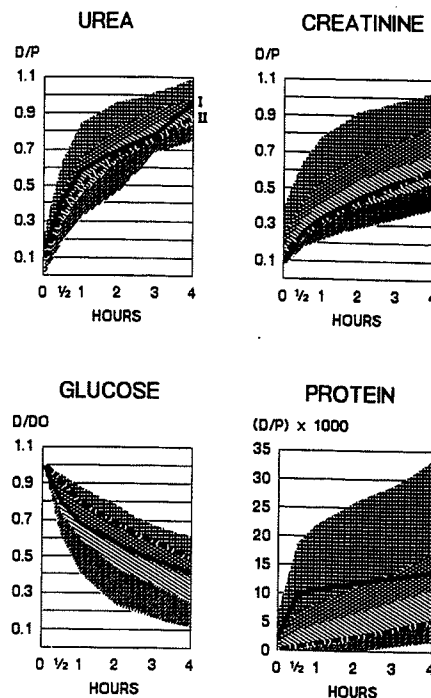 UREA
D/P
1.1
0.9
0.7
0.5
0.3
0.1
I
II
0 ½ 1 2 3 4
HOURS
CREATININE
D/P
1.1
0.9
0.7
0.5
0.3
0.1
0 ½ 1 2 3 4
HOURS
GLUCOSE
D/DO
1.1
0.9
0.7
0.5
0.3
0.1
0 ½ 1 2 3 4
HOURS
PROTEIN
(D/P) x 1000
35
30
25
20
15
10
5
0
0 ½ 1 2 3 4
HOURS